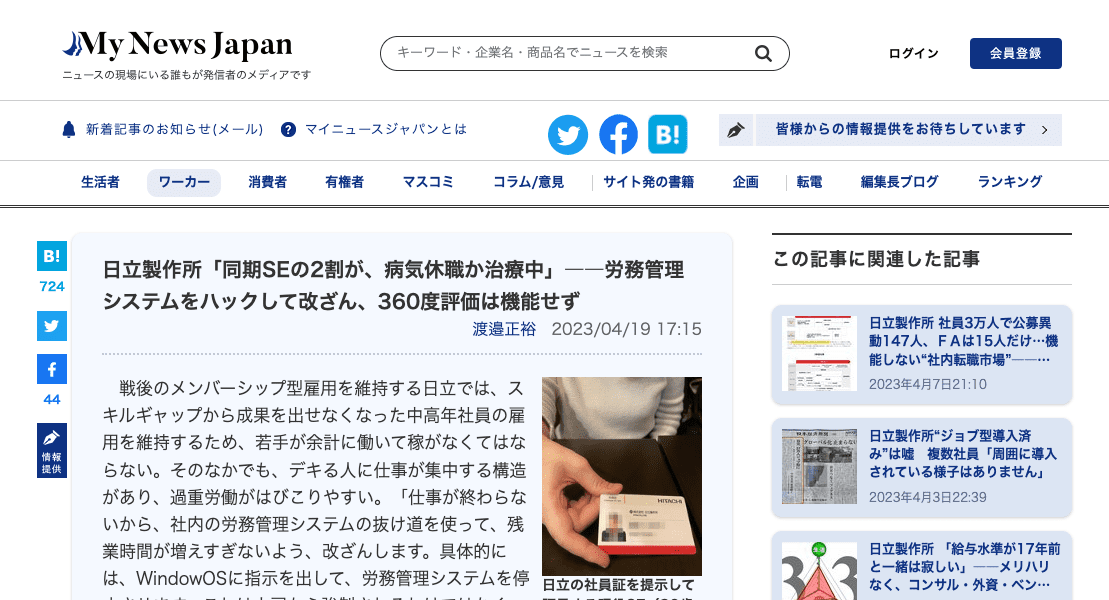 My News Japan
ニュースの現場にいる誰もが発信者のメディアです
キーワード・企業名・商品名でニュースを検索
ログイン
会員登録
新着記事のお知らせ(メール)
? マイニュースジャパンとは
B!
皆様からの情報提供をお待ちしています
生活者 ワーカー 消費者 有権者 マスコミ コラム/意見 サイト発の書籍 企画 転電 編集長ブログ ランキング
B!
724
44
情報
提供
日立製作所「同期SEの2割が、病気休職か治療中」――労務管理
システムをハックして改ざん、360度評価は機能せず
渡邉正裕 2023/04/19 17:15
戦後のメンバーシップ型雇用を維持する日立では、ス
キルギャップから成果を出せなくなった中高年社員の雇
用を維持するため、若手が余計に働いて稼がなくてはな
らない。そのなかでも、デキる人に仕事が集中する構造
があり、過重労働がはびこりやすい。「仕事が終わらな
いから、社内の労務管理システムの抜け道を使って、残
業時間が増えすぎないよう、改ざんします。具体的に
は、WindowOSに指示を出して、労務管理システムを停
HITACHI
日立の社員証を提示して
この記事に関連した記事
日立製作所 社員3万人で公募異
動147人、ＦＡは15人だけ…機
能しない“社内転職市場”――…
2023年4月7日21:10
日立製作所“ジョブ型導入済
み”は嘘　複数社員「周囲に導入
されている様子はありません」
2023年4月3日22:39
日立製作所 「給与水準が17年前
と一緒は寂しい」――メリハリ
なく、コンサル・外資・ベン…